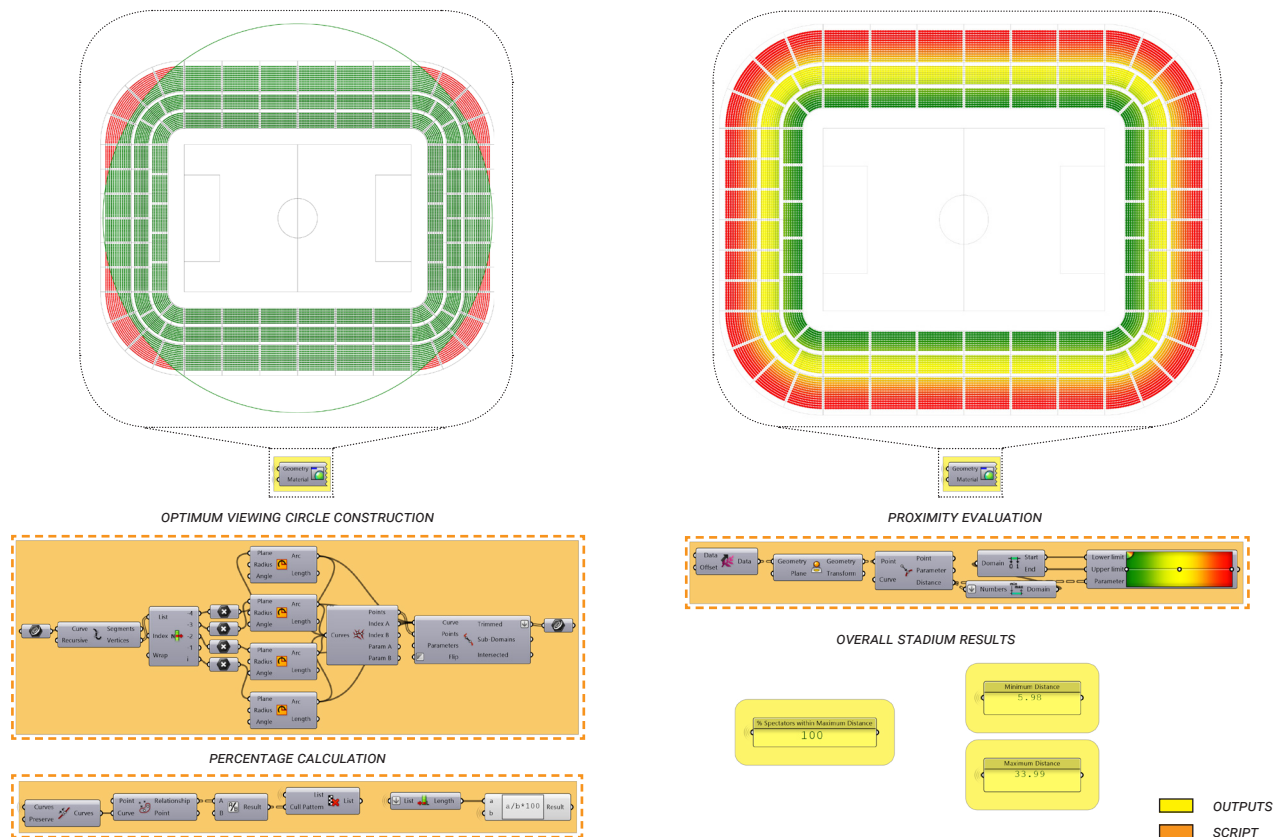 Geometry
Material
Geometry
Material
OPTIMUM VIEWING CIRCLE CONSTRUCTION
Curve
Recursive
Segments
Vertices
List
Index
Wrap
-4
-3
-2
-1
i
Plane
Radius
Angle
Arc
Length
Plane
Radius
Angle
Arc
Length
Plane
Radius
Angle
Arc
Length
Plane
Radius
Angle
Arc
Length
Curves
Points
Index A
Index B
Param A
Param B
Curve
Points
Parameters
Flip
Trimmed
Sub-Domains
Intersected
PERCENTAGE CALCULATION
Curves
Preserve
Curves
Point
Curve
Relationship
Point
A
B
Result
List
Cull Pattern
List
List
Length
a
b
a/b*100
Result
PROXIMITY EVALUATION
Data
Offset
Data
Geometry
Plane
Geometry
Transform
Point
Curve
Point
Parameter
Distance
Domain
Start
End
Numbers
Domain
Lower limit
Upper limit
Parameter
OVERALL STADIUM RESULTS
% Spectators within Maximum Distance
100
Minimum Distance
5.98
Maximum Distance
33.99
OUTPUTS
SCRIPT